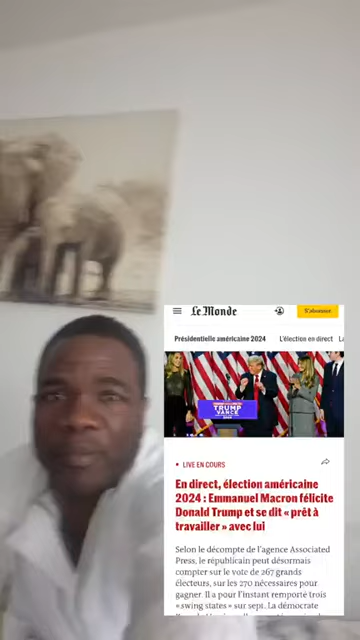 Le Monde
S'abonner
Présidentielle américaine 2024 L'élection en direct
TRUMP
VANCE
LIVE EN COURS
En direct, élection américaine
2024 : Emmanuel Macron félicite
Donald Trump et se dit « prêt à
travailler » avec lui
Selon le décompte de l'agence Associated
Press, le républicain peut désormais
compter sur le vote de 267 grands
électeurs, sur les 270 nécessaires pour
gagner. Il a pour l'instant remporté trois
« swing states » sur sept. La démocrate